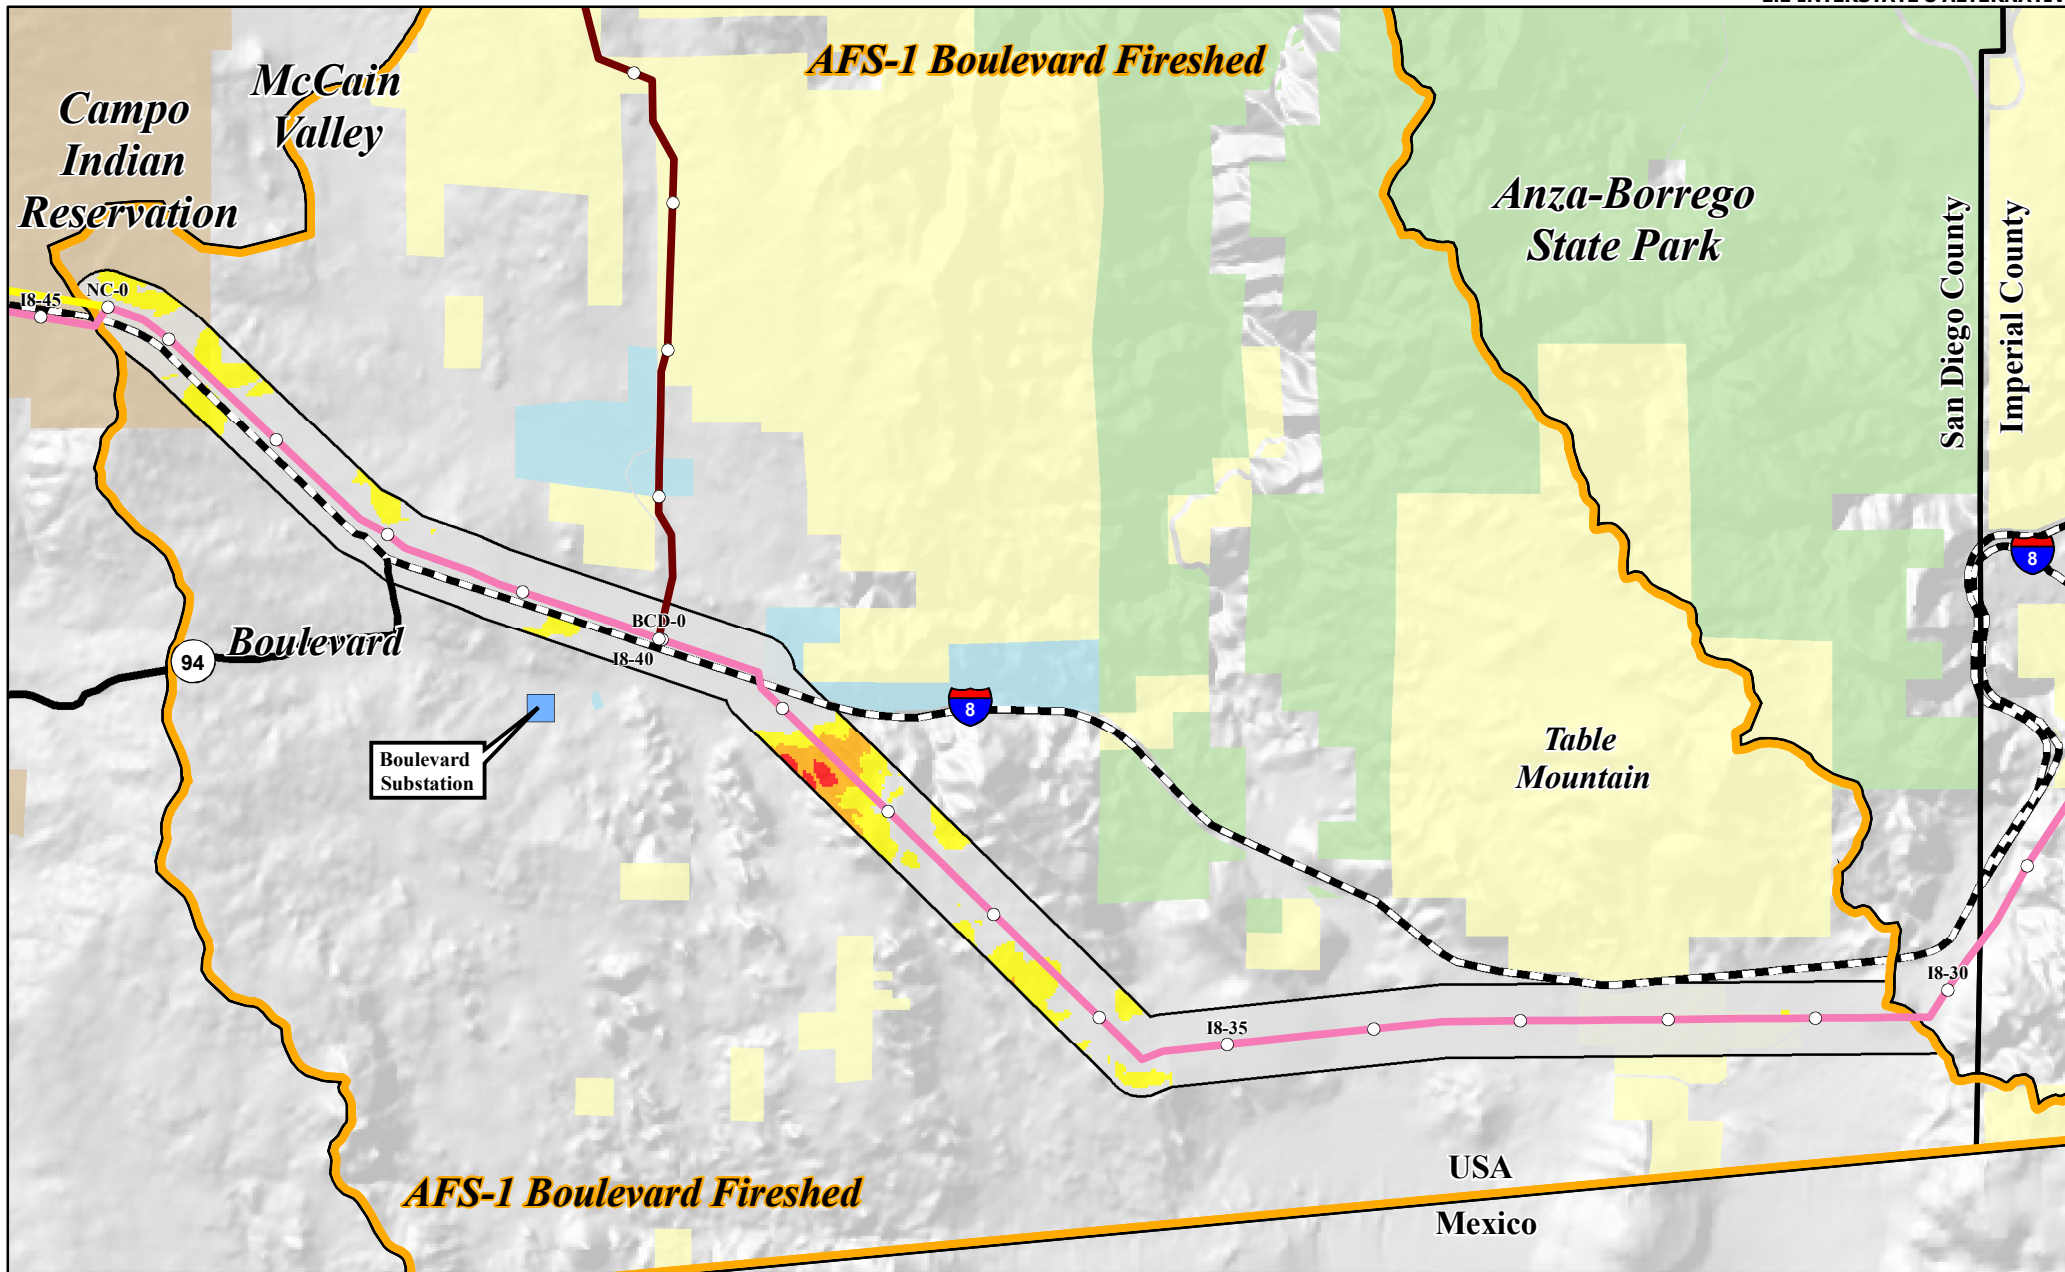 AFS-1 Boulevard Fireshed
McCain
Valley
Campo
Indian
Reservation
Anza-Borrego
State Park
San Diego County
Imperial County
I8-45
NC-0
8
BCD-0
I8-40
94
Boulevard
8
Boulevard
Substation
Table
Mountain
I8-30
I8-35
USA
Mexico
AFS-1 Boulevard Fireshed